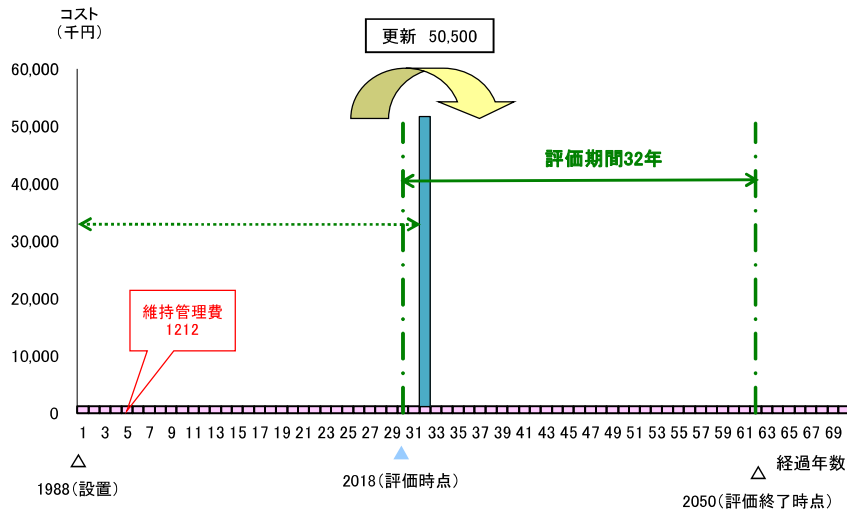 コスト
(千円)
更新 50,500
60,000
50,000
40,000
30,000
20,000
10,000
0
評価期間32年
維持管理費
1212
1 3 5 7 9 11 13 15 17 19 21 23 25 27 29 31 33 35 37 39 41 43 45 47 49 51 53 55 57 59 61 63 65 67 69
経過年数
1988(設置)
2018(評価時点)
2050(評価終了時点)